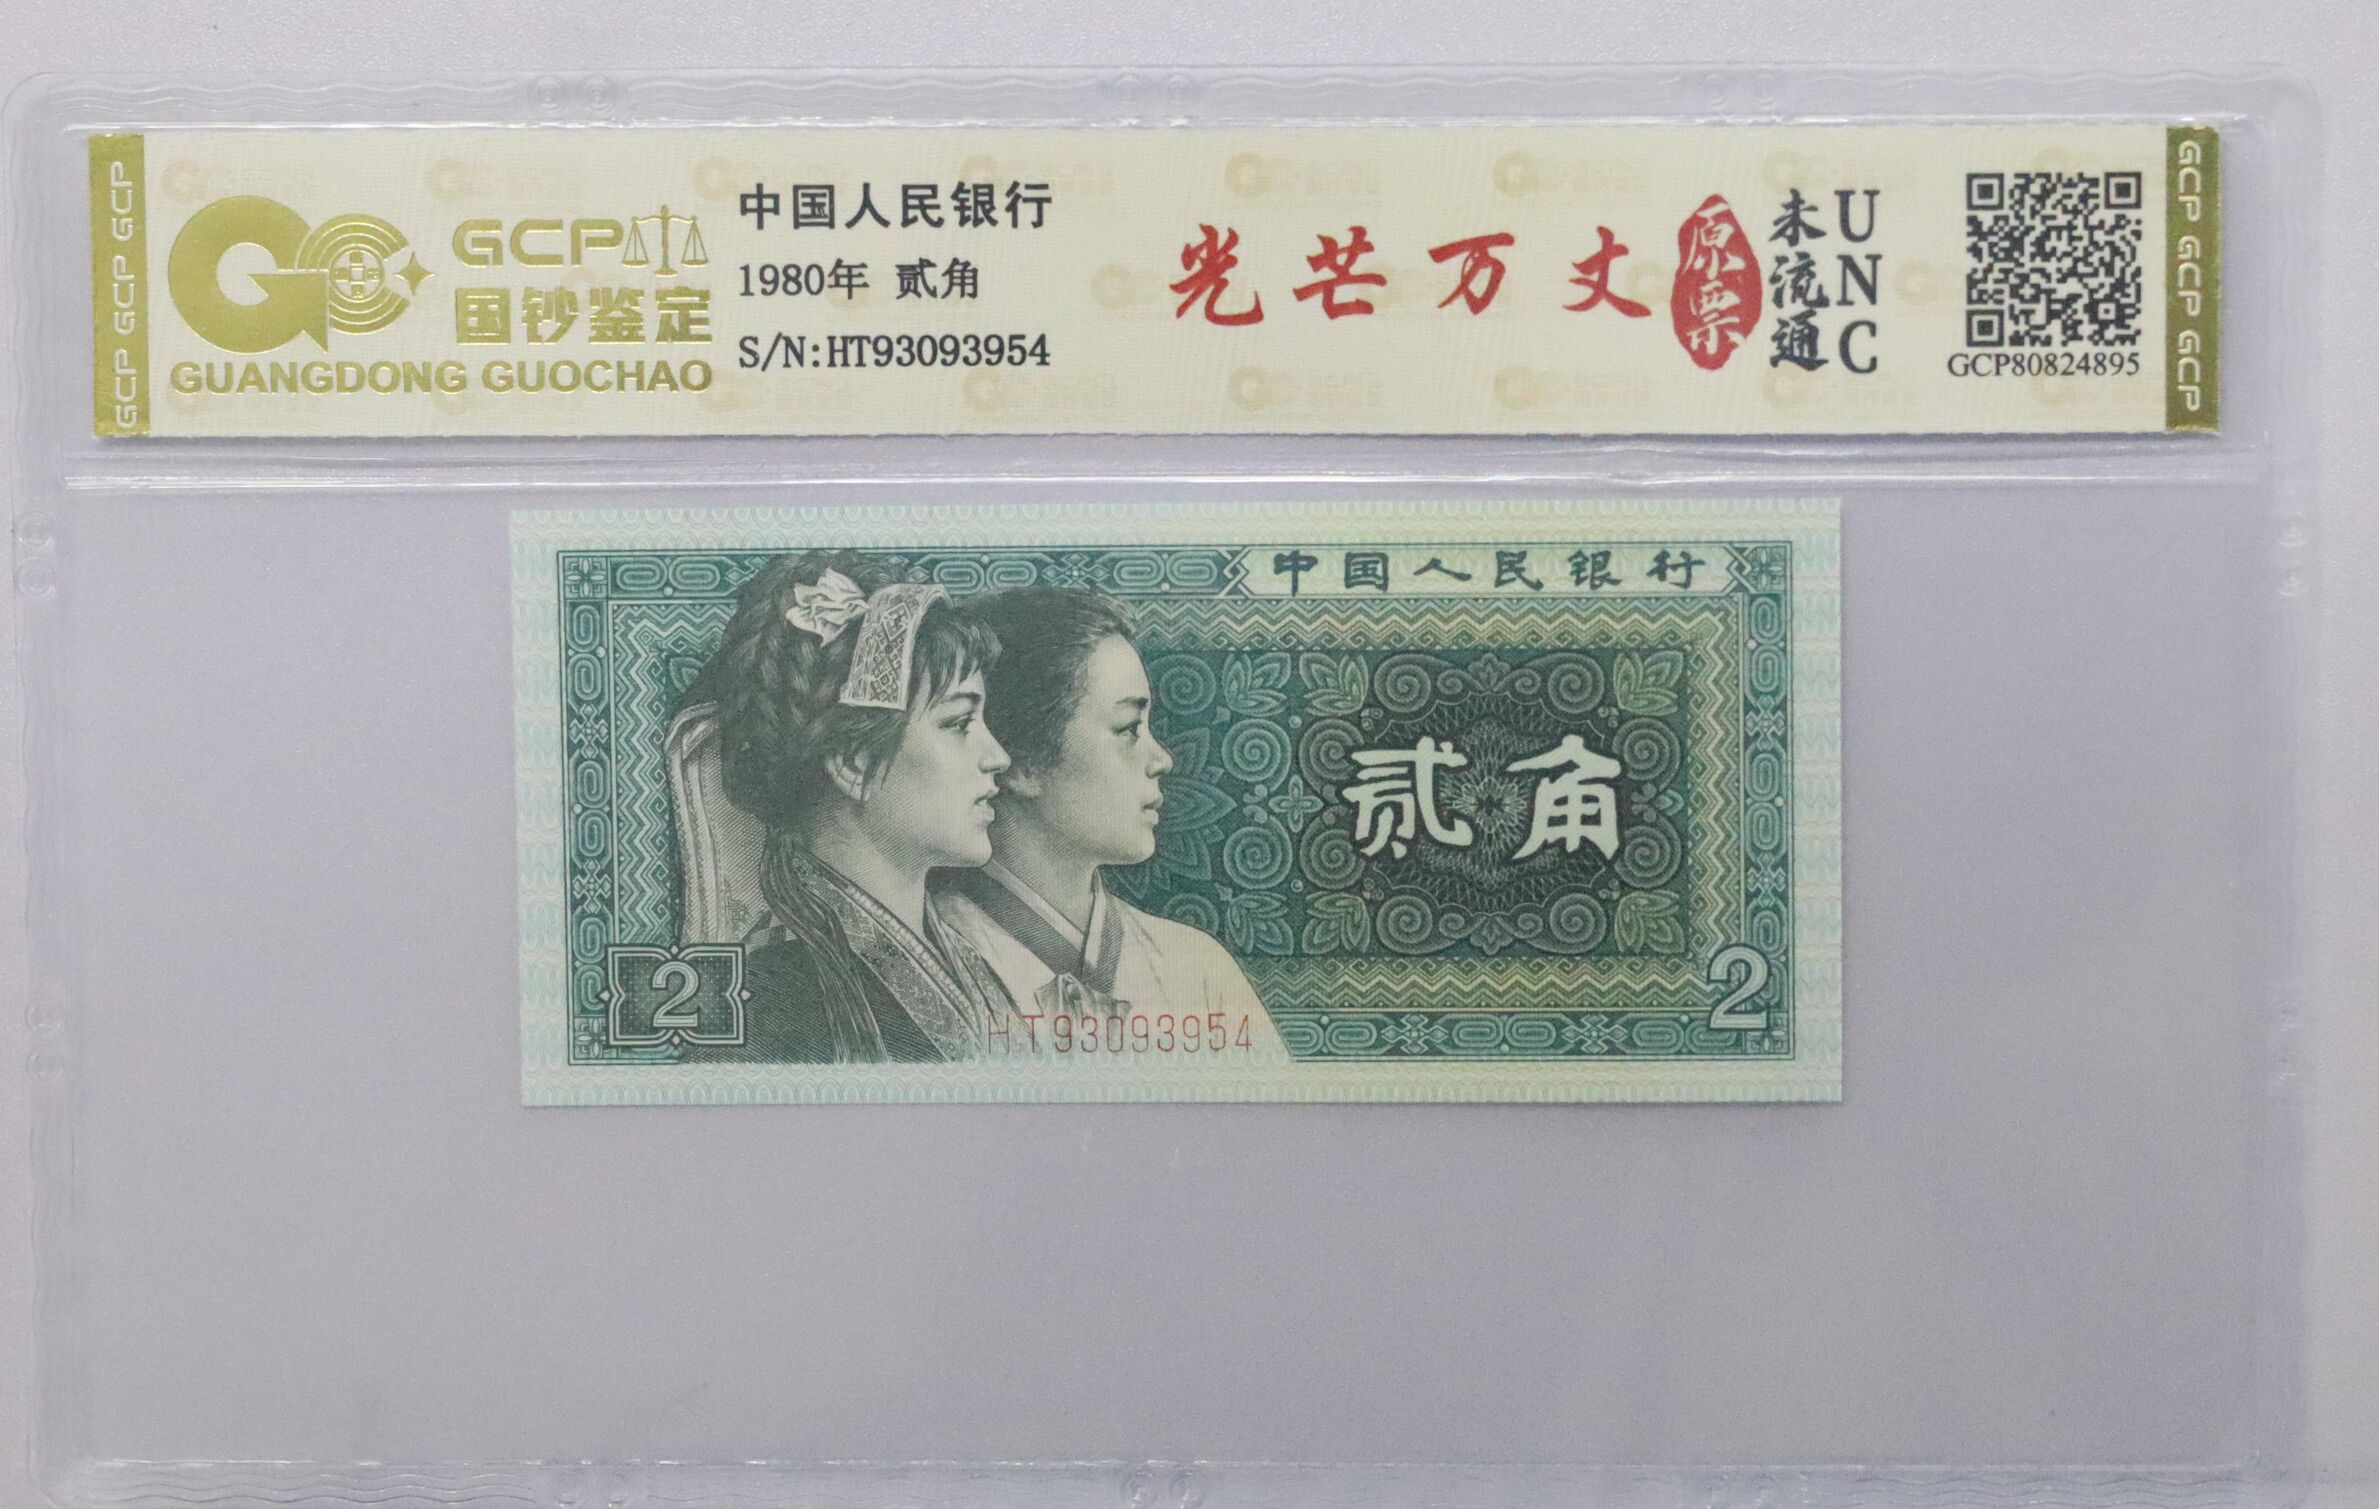 GCP GCP GCP
GCP
国钞鉴定
GUANGDONG GUOCHAO
中国人民银行
1980年 贰角
S/N:HT93093954
光芒万丈
原票
未流通
UNC
GCP80824895
GCP GCP GCP
中国人民银行
贰角
2
2
HT93093954